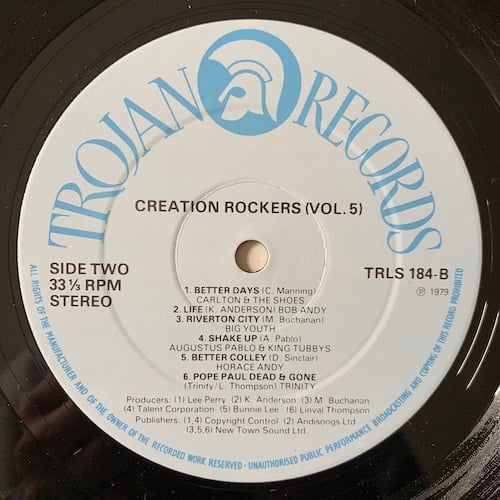 TROJAN RECORDS
CREATION ROCKERS (VOL. 5)
SIDE TWO
33 ⅓ RPM
STEREO
TRLS 184-B
Ⓟ 1979
1. BETTER DAYS (C. Manning)
CARLTON & THE SHOES
2. LIFE (K. ANDERSON) BOB ANDY
3. RIVERTON CITY (M. Buchanan)
BIG YOUTH
4. SHAKE UP (A. Pablo)
AUGUSTUS PABLO & KING TUBBYS
5. BETTER COLLEY (D. Sinclair)
HORACE ANDY
6. POPE PAUL DEAD & GONE
(Trinity/L. Thompson) TRINITY
Producers: (1) Lee Perry (2) K. Anderson (3) M. Buchanan
(4) Talent Corporation (5) Bunnie Lee (6) Linval Thompson
Publishers: (1,4) Copyright Control (2) Andisongs Ltd.
(3,5,6) New Town Sound Ltd.
ALL RIGHTS OF THE MANUFACTURER AND OF THE OWNER OF THE RECORDED WORK RESERVED · UNAUTHORISED PUBLIC PERFORMANCE BROADCASTING AND COPYING OF THIS RECORD PROHIBITED